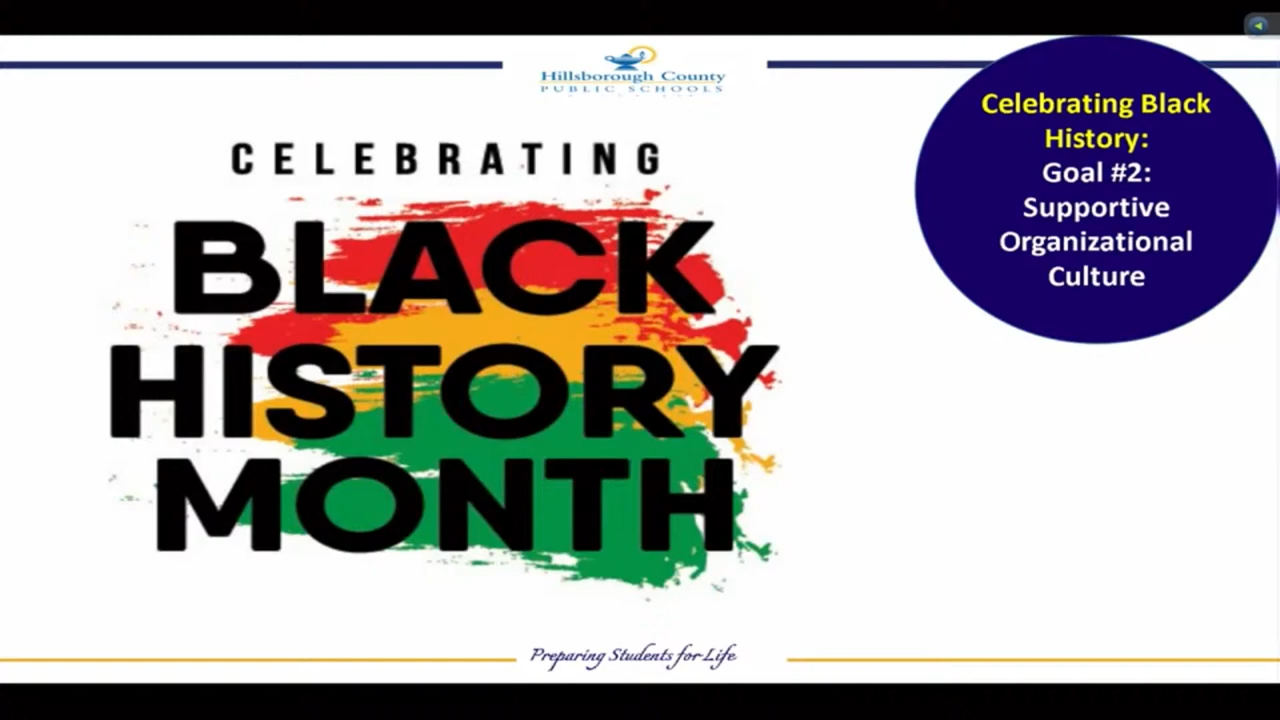 Hillsborough County
PUBLIC SCHOOLS
Celebrating Black
History:
Goal #2:
Supportive
Organizational
Culture
CELEBRATING
BLACK
HISTORY
MONTH
Preparing Students for Life